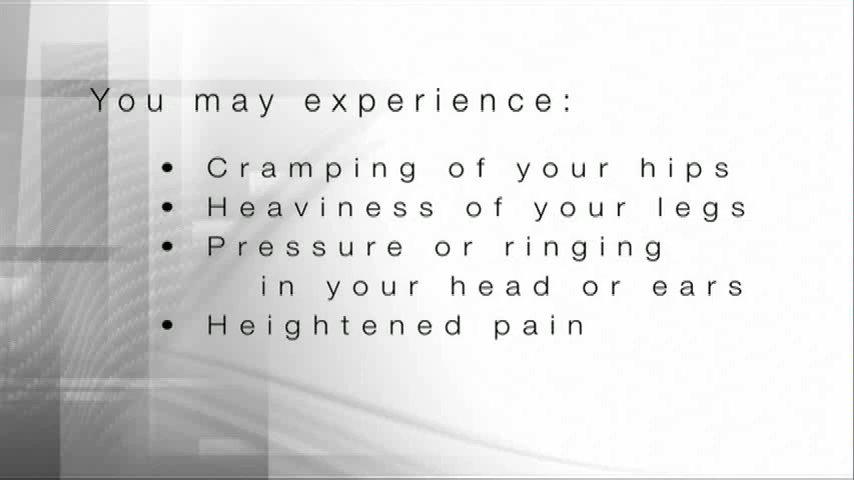 You may experience:
• Cramping of your hips
• Heaviness of your legs
• Pressure or ringing
in your head or ears
• Heightened pain